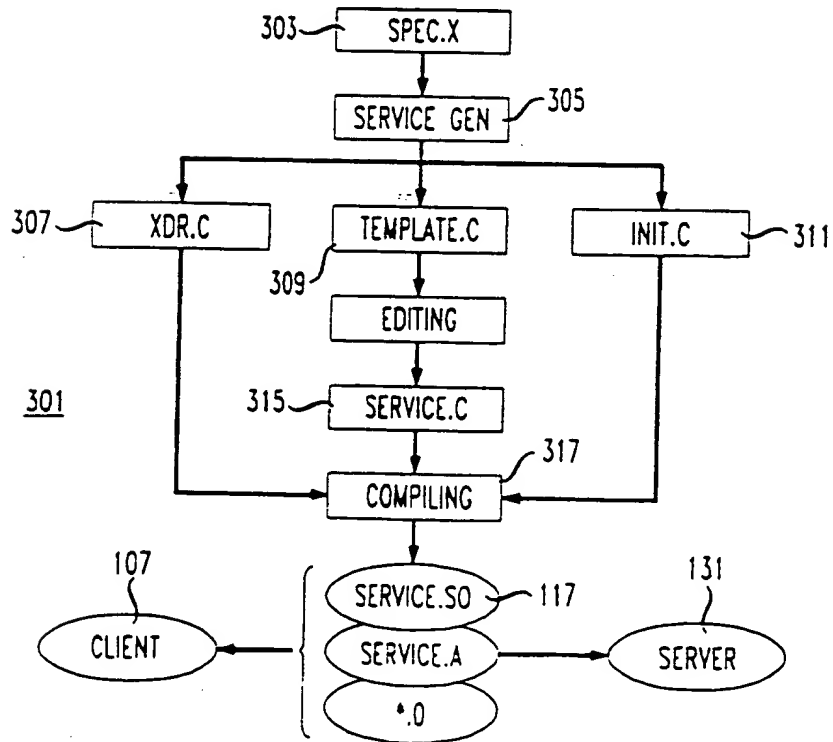 303
SPEC.X
SERVICE GEN
305
307
XDR.C
TEMPLATE.C
309
INIT.C
311
EDITING
301
315
SERVICE.C
317
COMPILING
107
CLIENT
SERVICE.SO
117
SERVICE.A
*.O
131
SERVER